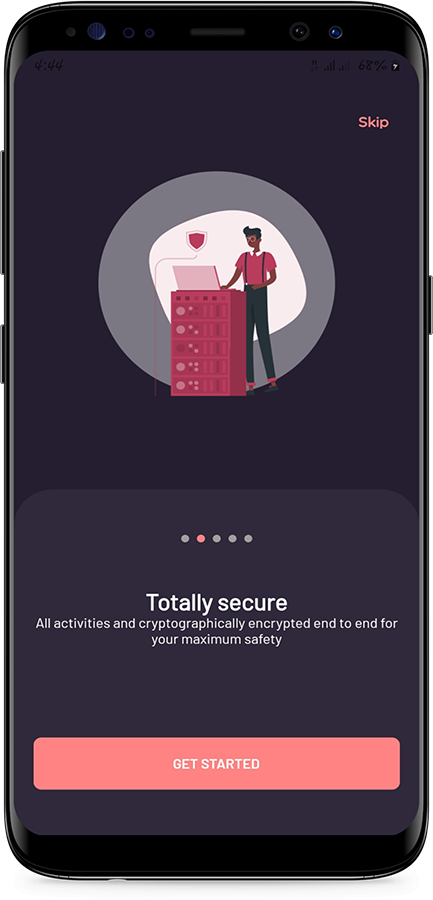 4:44
68%
Skip
Totally secure
All activities and cryptographically encrypted end to end for
your maximum safety
GET STARTED